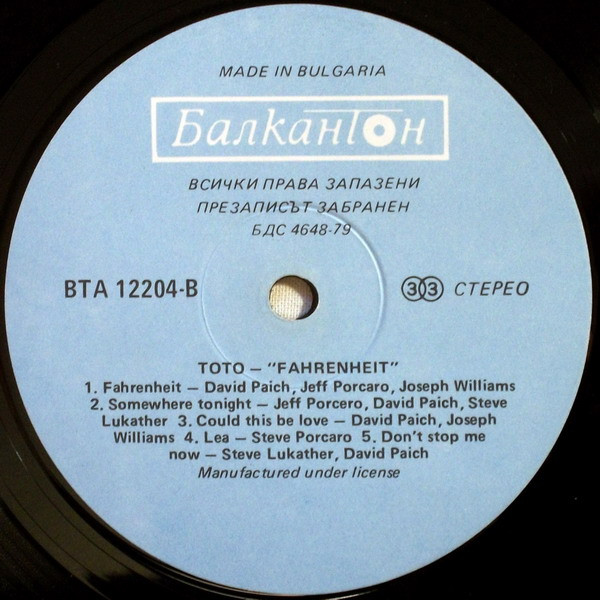 MADE IN BULGARIA
Балкантон
ВСИЧКИ ПРАВА ЗАПАЗЕНИ
ПРЕЗАПИСЪТ ЗАБРАНЕН
БДС 4648-79
ВТА 12204-В
33 СТЕРЕО
TOTO – “FAHRENHEIT”
1. Fahrenheit – David Paich, Jeff Porcaro, Joseph Williams
2. Somewhere tonight – Jeff Porcero, David Paich, Steve
Lukather 3. Could this be love – David Paich, Joseph
Williams 4. Lea – Steve Porcaro 5. Don’t stop me
now – Steve Lukather, David Paich
Manufactured under license